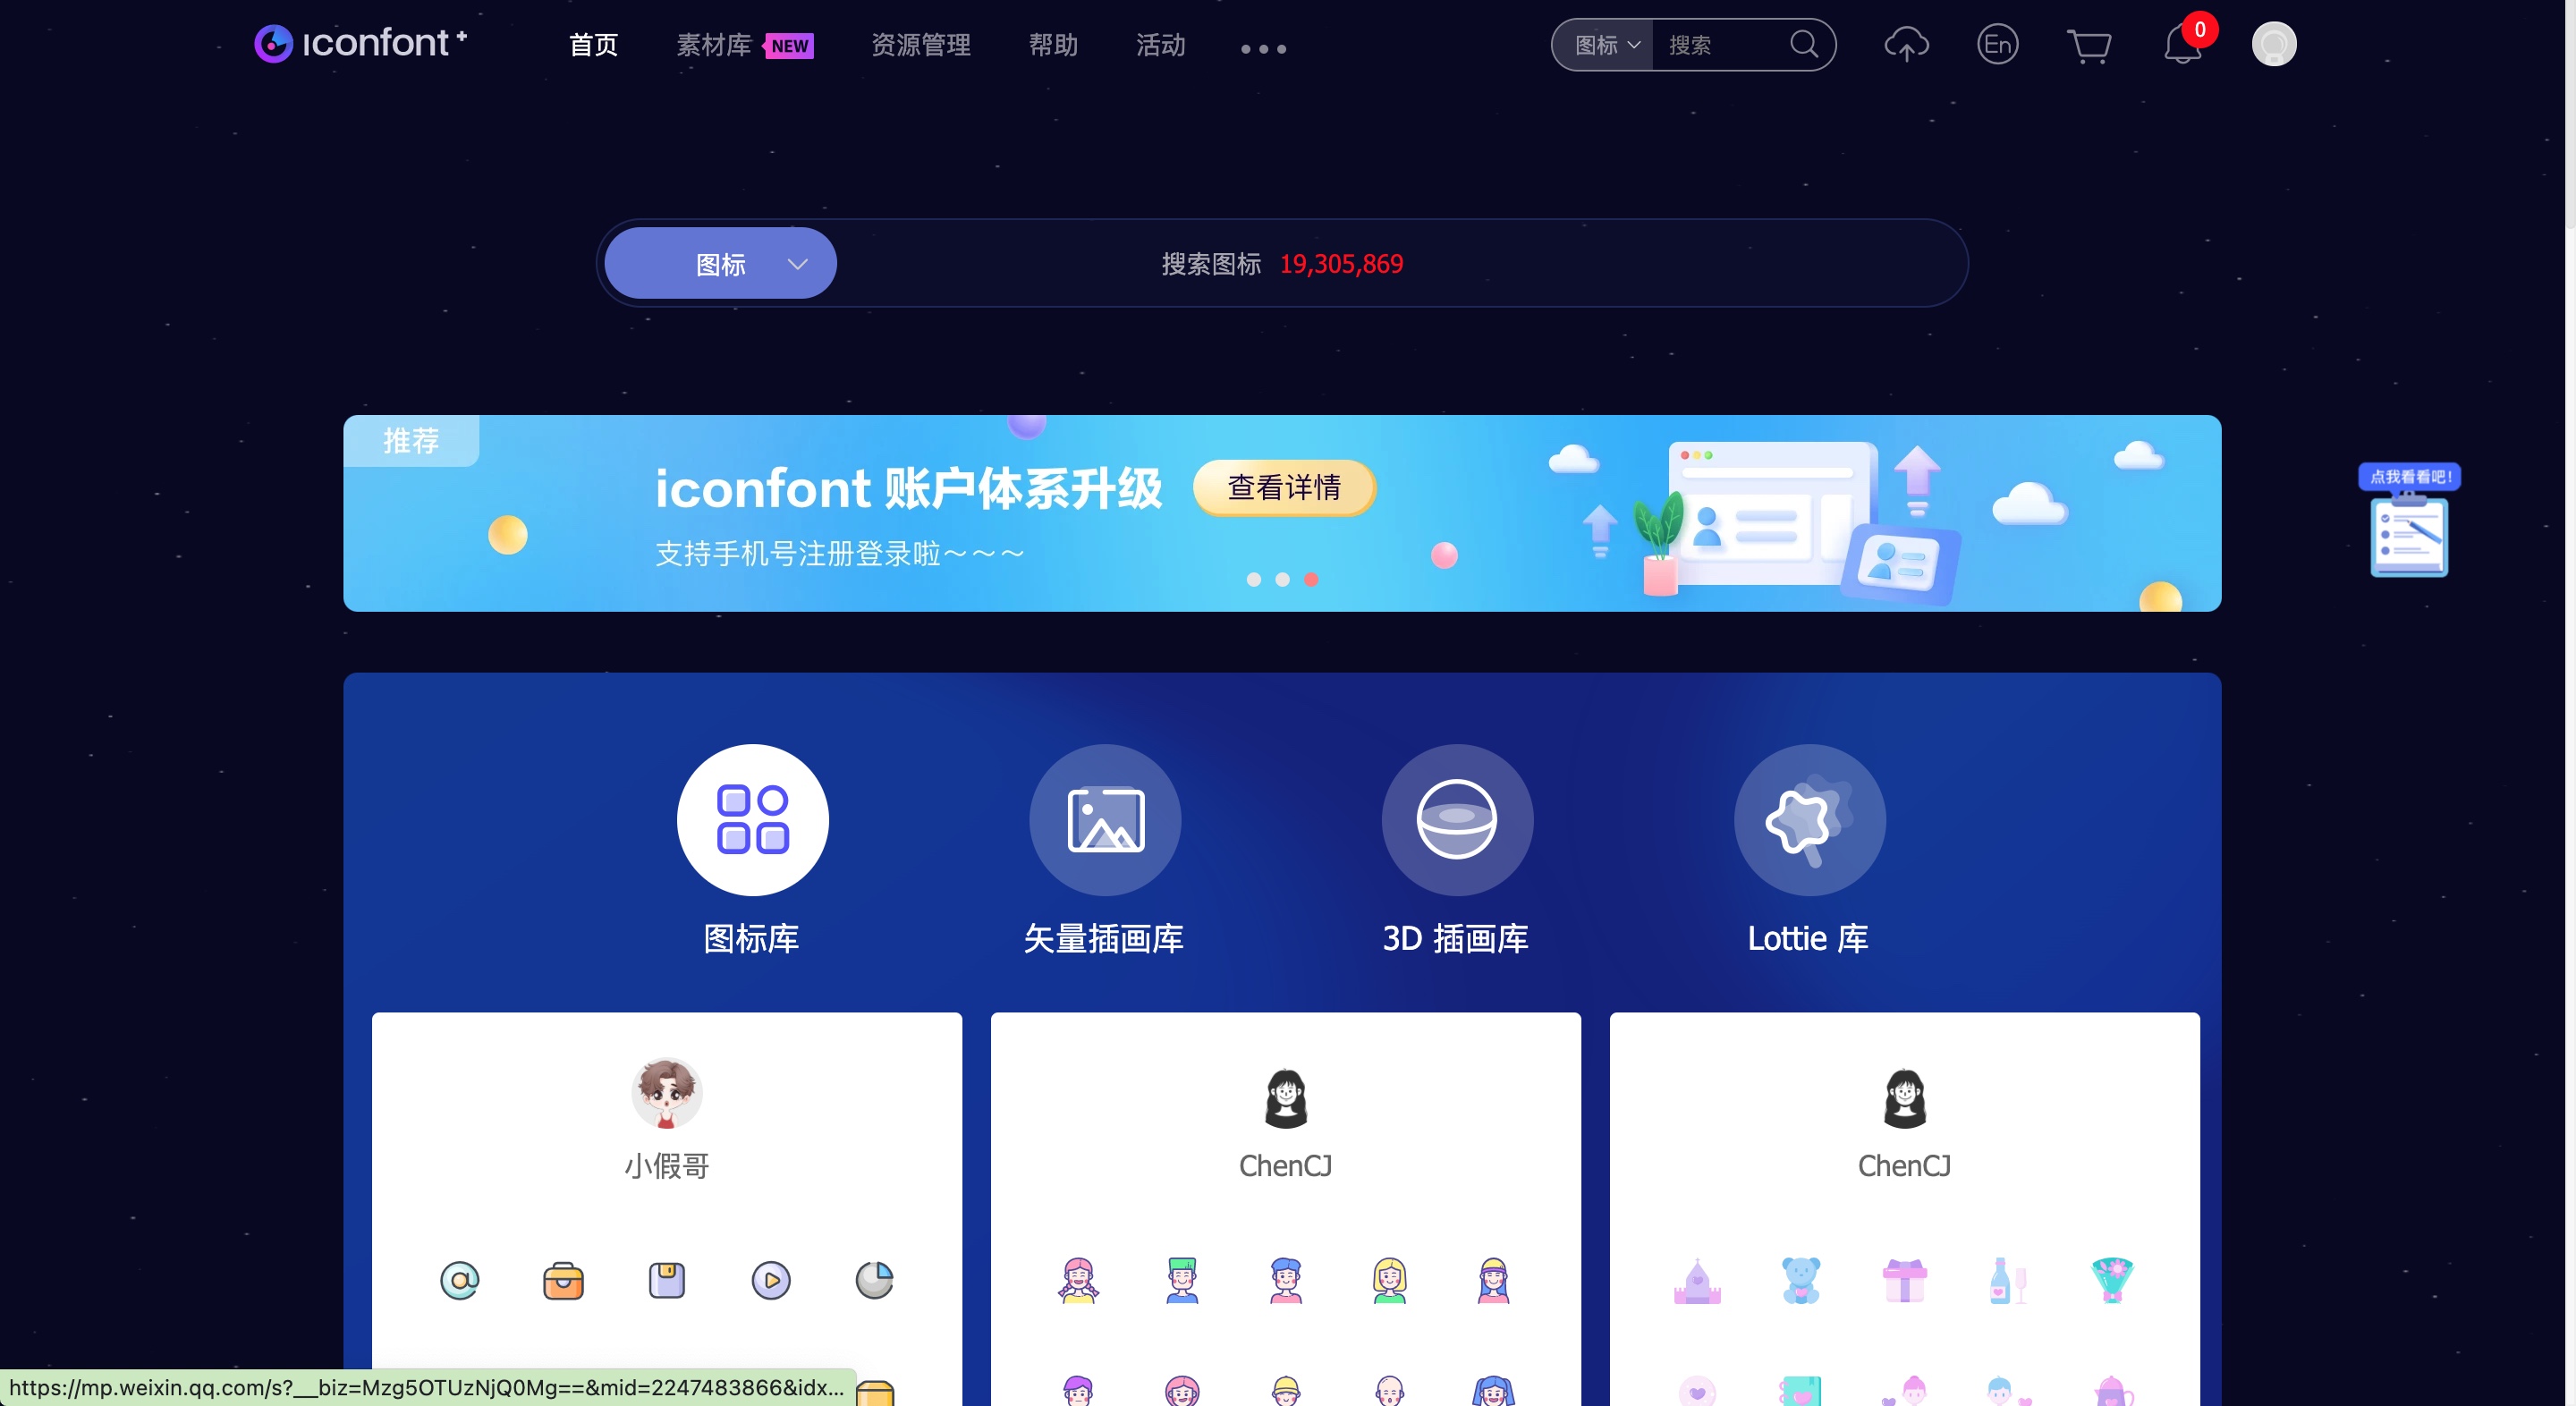 iconfont+
首页 素材库 NEW 资源管理 帮助 活动 图标 搜索 En 0
图标 搜索图标 19,305,869
推荐
iconfont 账户体系升级 查看详情
支持手机号注册登录啦～～～
点我看看吧!
图标库 矢量插画库 3D 插画库 Lottie 库
小假哥 ChenCJ ChenCJ
https://mp.weixin.qq.com/s?__biz=Mzg5OTUzNjQ0Mg==&mid=2247483866&idx...